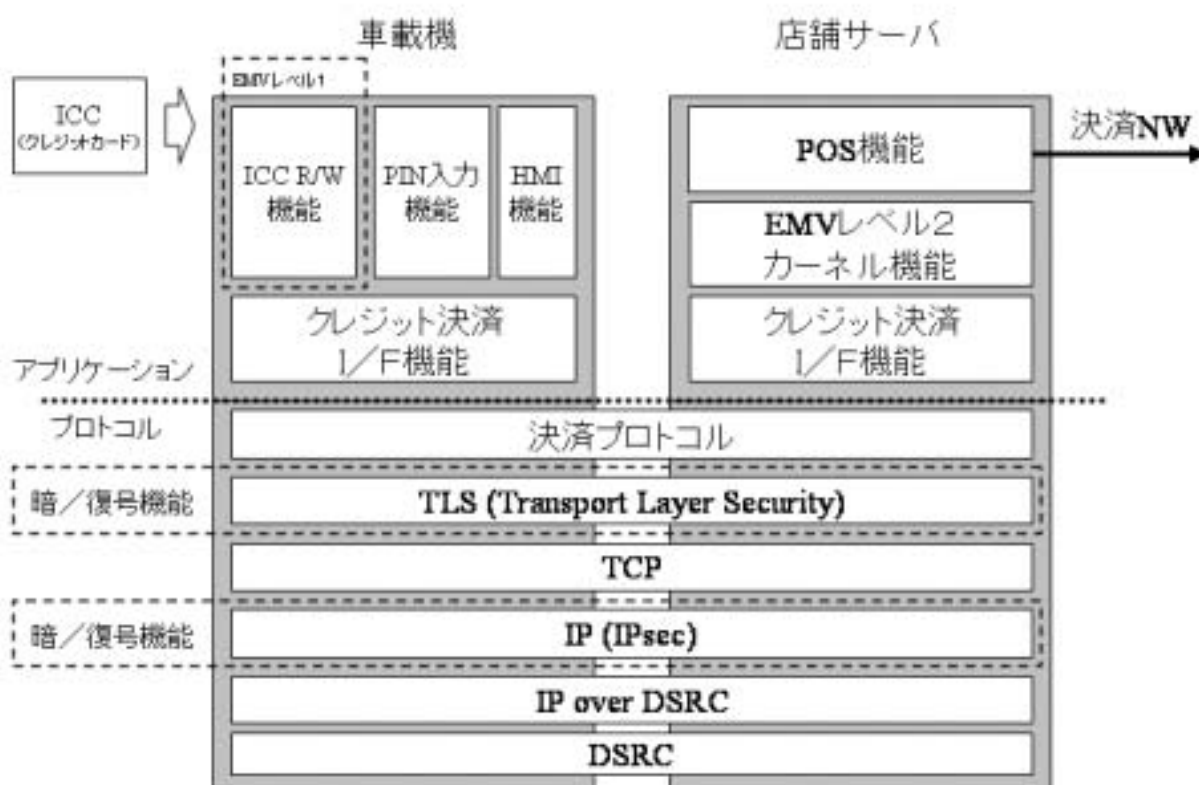 車載機
店舗サーバ
EMVレベル1
ICC
(クレジットカード)
ICC R/W
機能
PIN入力
機能
HMI
機能
POS機能
決済NW
EMVレベル2
カーネル機能
クレジット決済
I/F機能
クレジット決済
I/F機能
アプリケーション
プロトコル
決済プロトコル
暗/復号機能
TLS (Transport Layer Security)
TCP
暗/復号機能
IP (IPsec)
IP over DSRC
DSRC